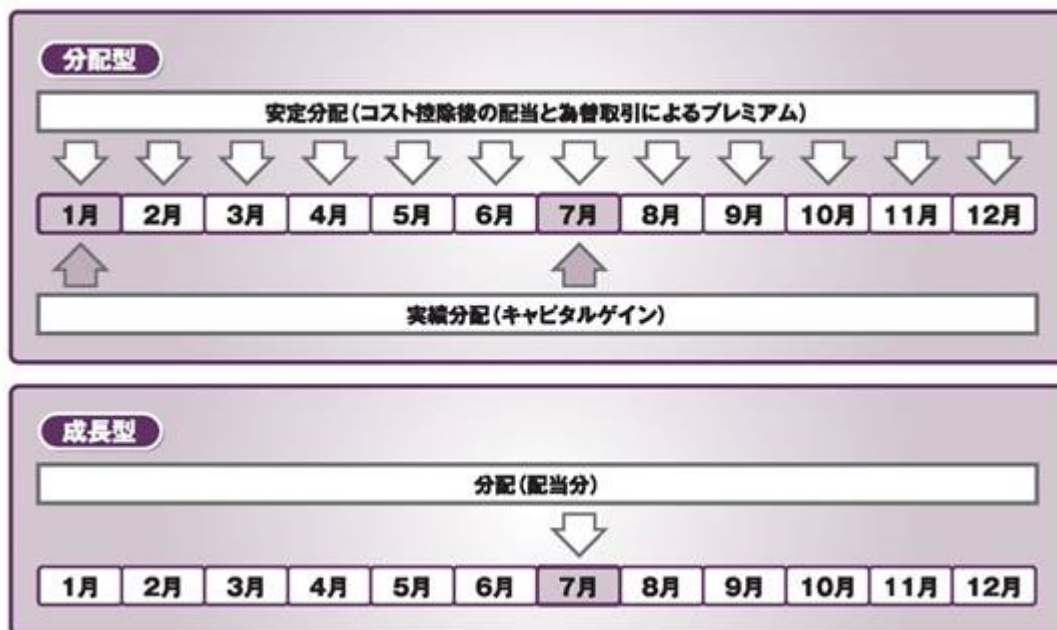 分配型
安定分配(コスト控除後の配当と為替取引によるプレミアム)
1月 2月 3月 4月 5月 6月 7月 8月 9月 10月 11月 12月
実績分配(キャピタルゲイン)
成長型
分配(配当分)
1月 2月 3月 4月 5月 6月 7月 8月 9月 10月 11月 12月